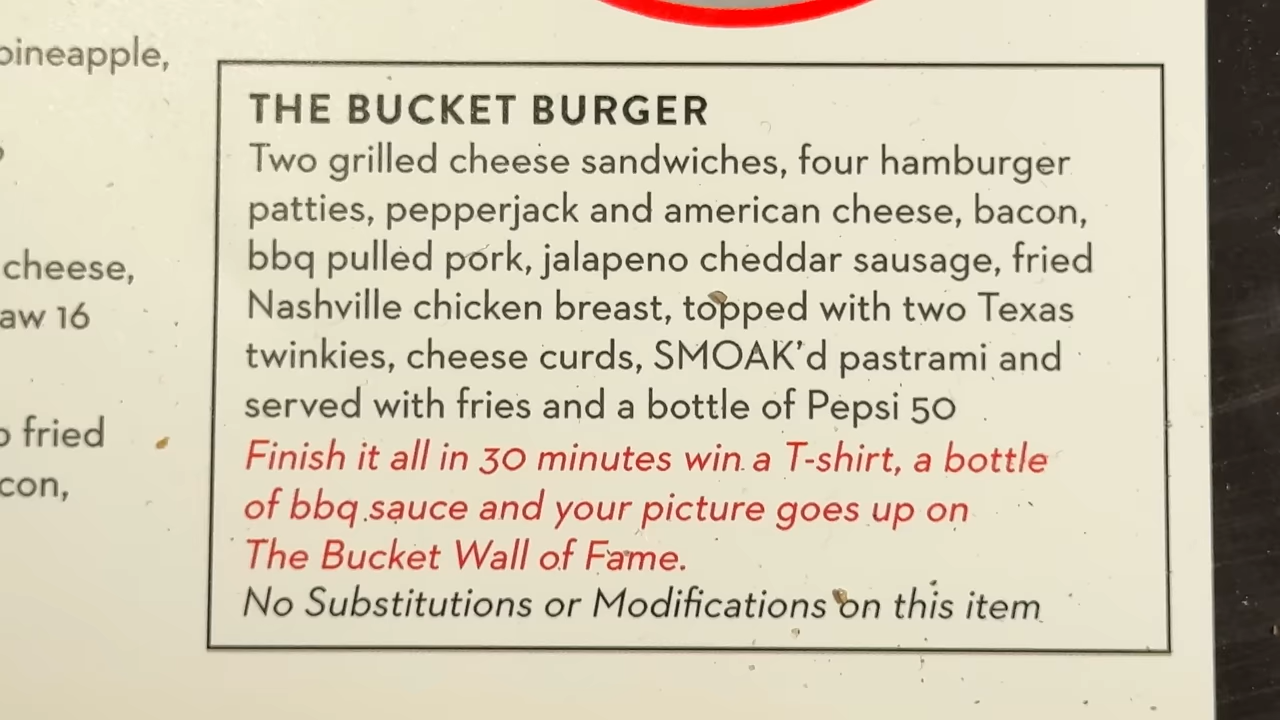 pineapple,
cheese,
aw 16
fried
con,
THE BUCKET BURGER
Two grilled cheese sandwiches, four hamburger
patties, pepperjack and american cheese, bacon,
bbq pulled pork, jalapeno cheddar sausage, fried
Nashville chicken breast, topped with two Texas
twinkies, cheese curds, SMOAK'd pastrami and
served with fries and a bottle of Pepsi 50
Finish it all in 30 minutes win a T-shirt, a bottle
of bbq sauce and your picture goes up on
The Bucket Wall of Fame.
No Substitutions or Modifications on this item